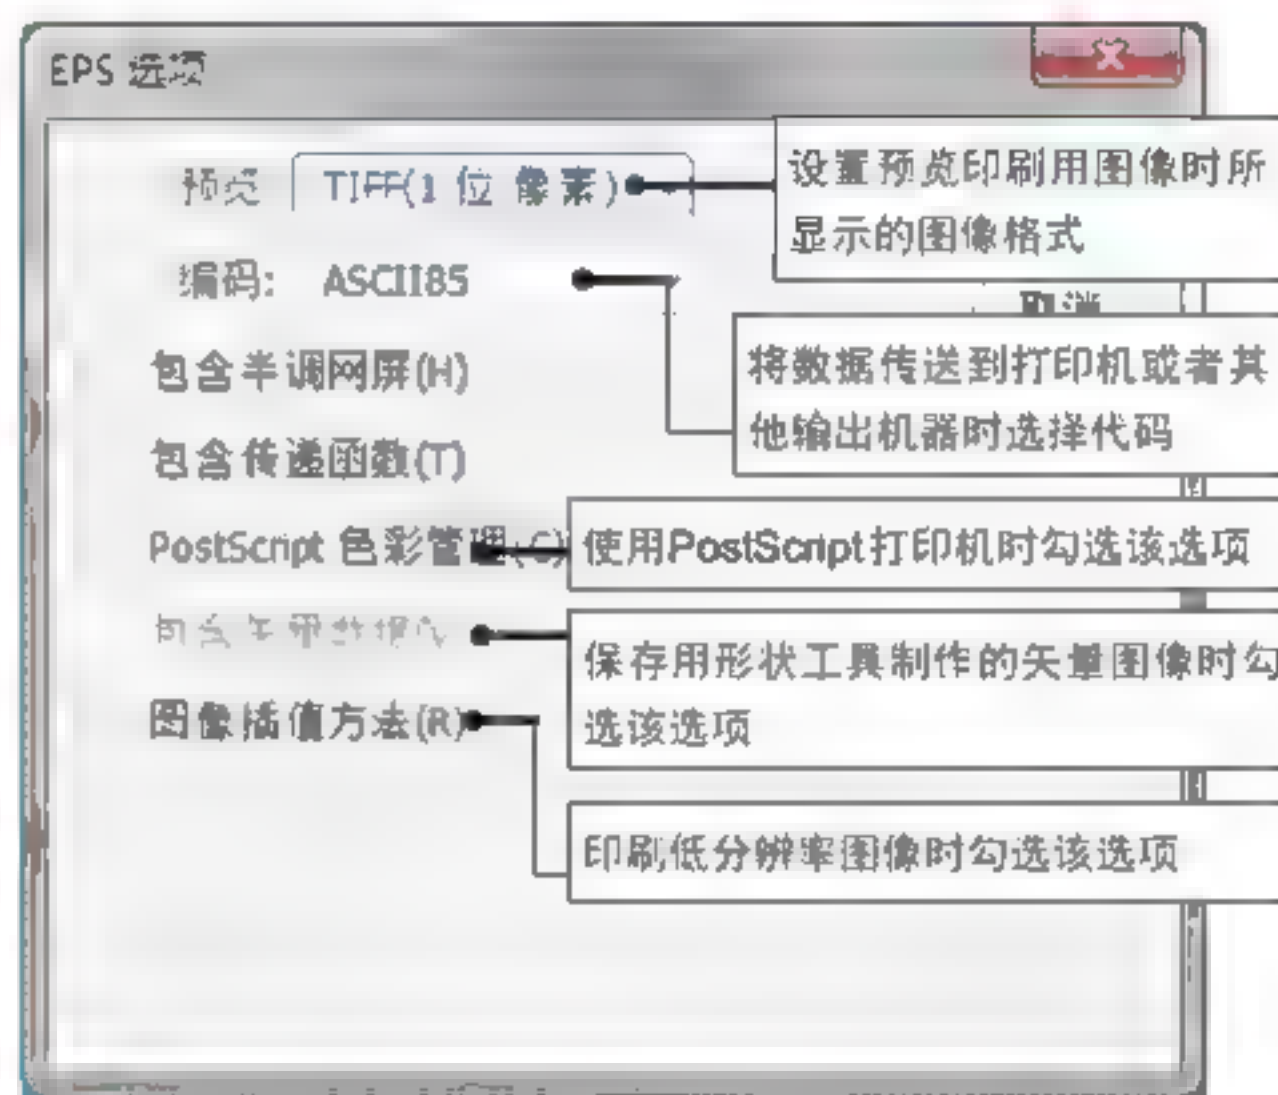 EPS 选项
预览 TIFF(1 位 像素)
设置预览印刷用图像时所
显示的图像格式
编码: ASCII85
取消
将数据传送到打印机或者其
他输出机器时选择代码
包含半调网屏(H)
包含传递函数(T)
PostScript 色彩管理(C)
使用PostScript打印机时勾选该选项
保存用形状工具制作的矢量图像时勾
选该选项
图像插值方法(R)
印刷低分辨率图像时勾选该选项